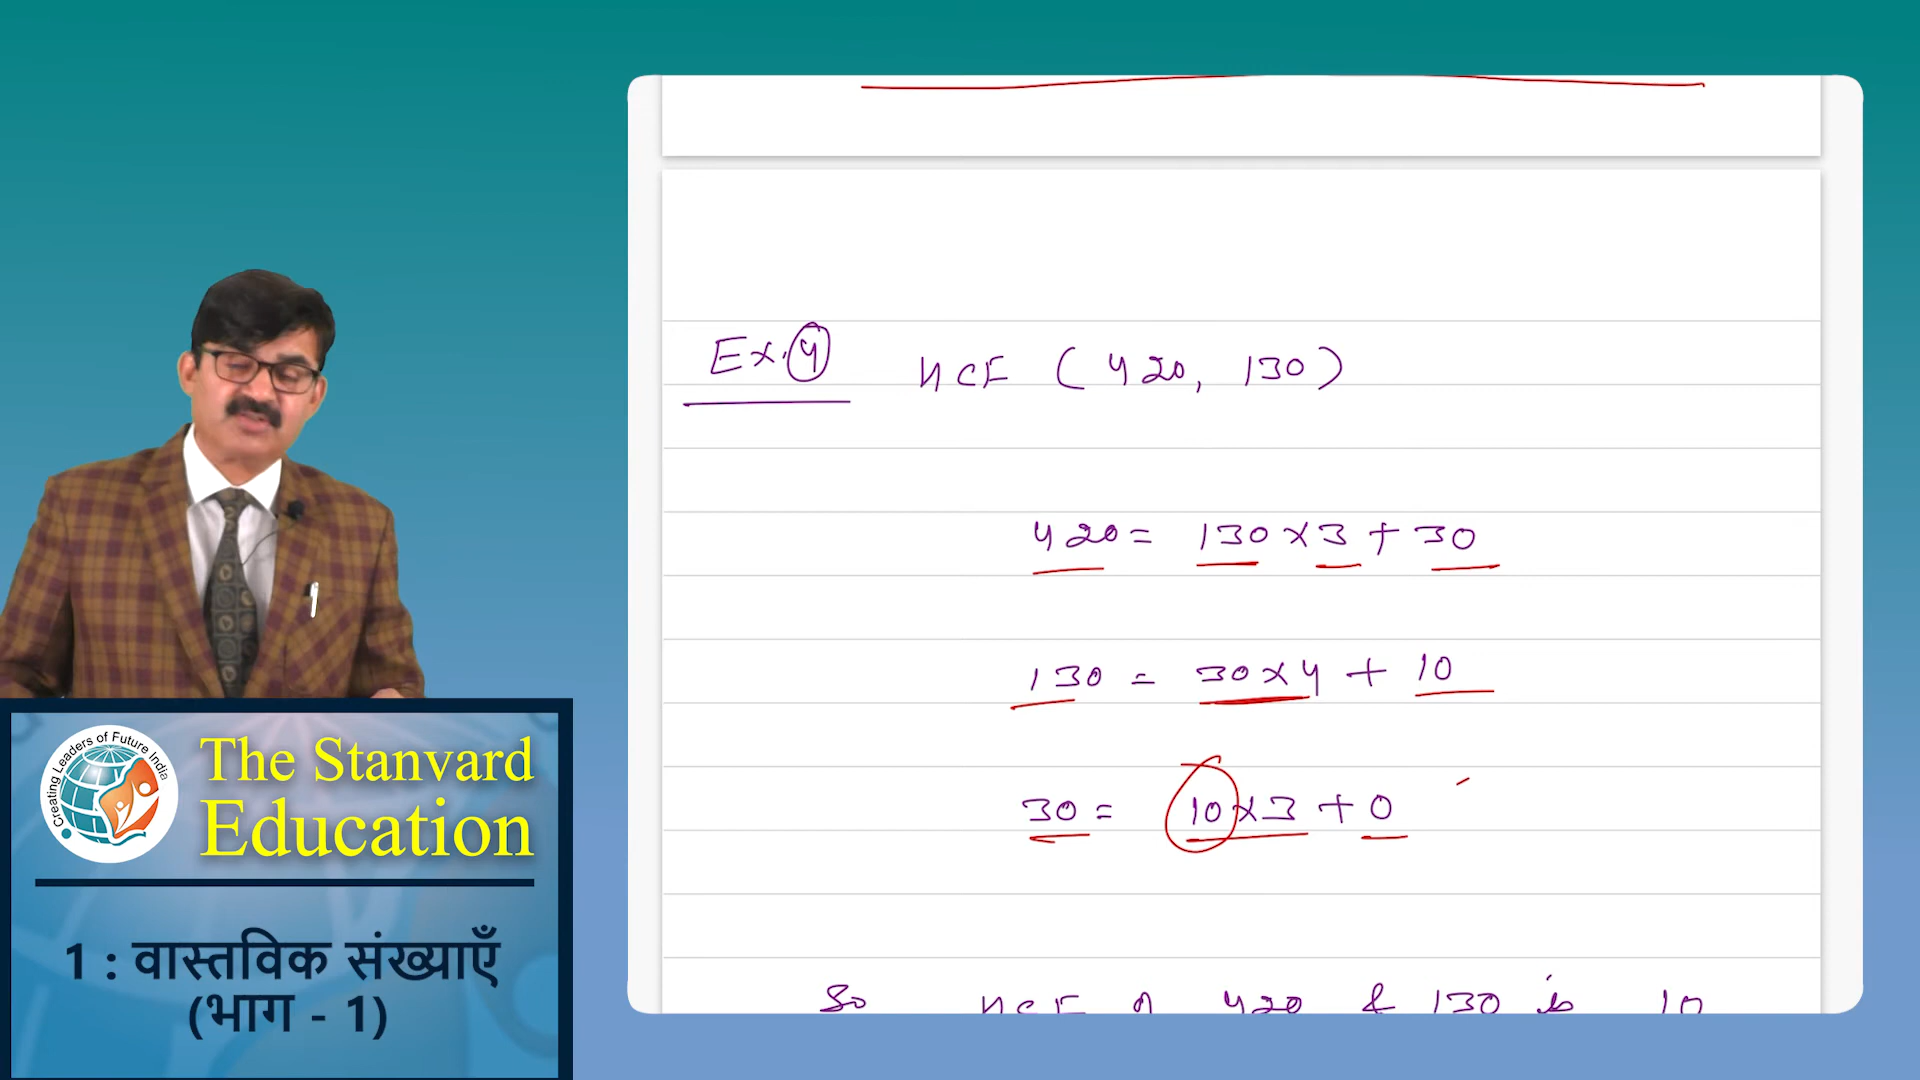 Ex. 4 HCF (420, 130)
420 = 130 × 3 + 30
130 = 30 × 4 + 10
30 = 10 × 3 + 0
So HCF of 420 & 130 is 10
Creating Leaders of Future India
The Stanvard
Education
1 : वास्तविक संख्याएँ
(भाग - 1)